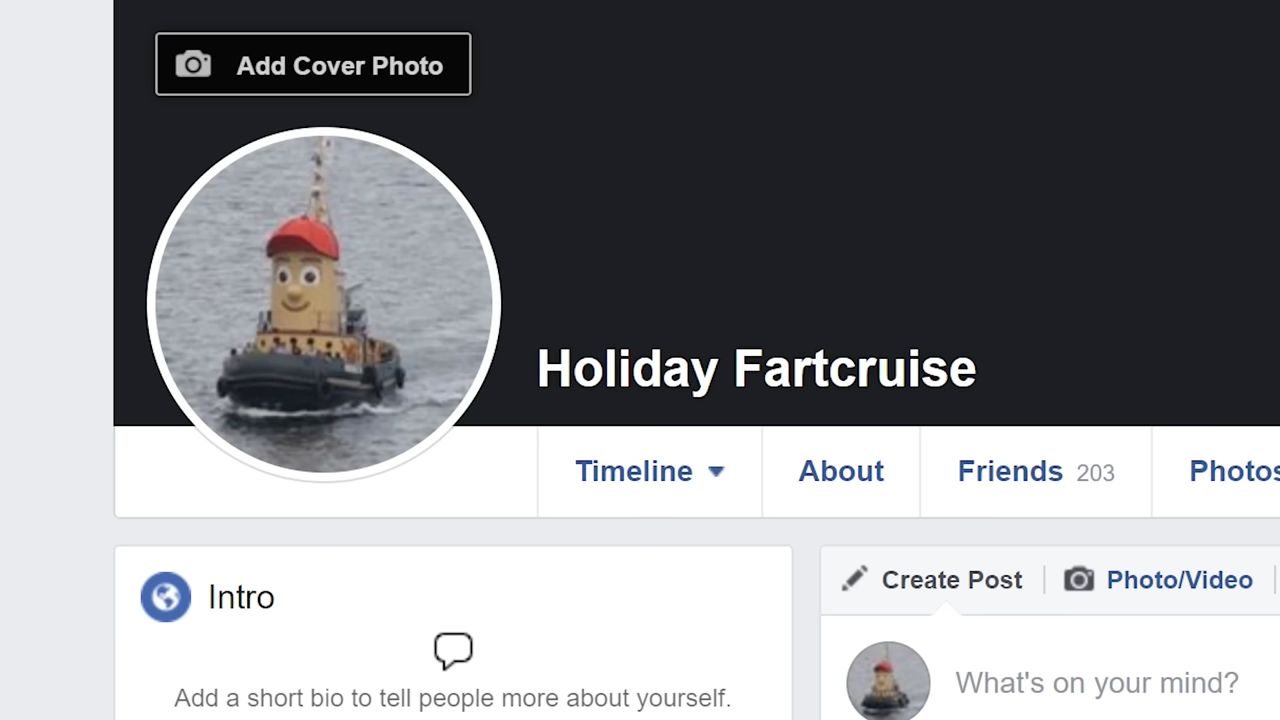 Add Cover Photo
Holiday Fartcruise
Timeline
About
Friends 203
Photos
Intro
Add a short bio to tell people more about yourself.
Create Post
Photo/Video
What's on your mind?